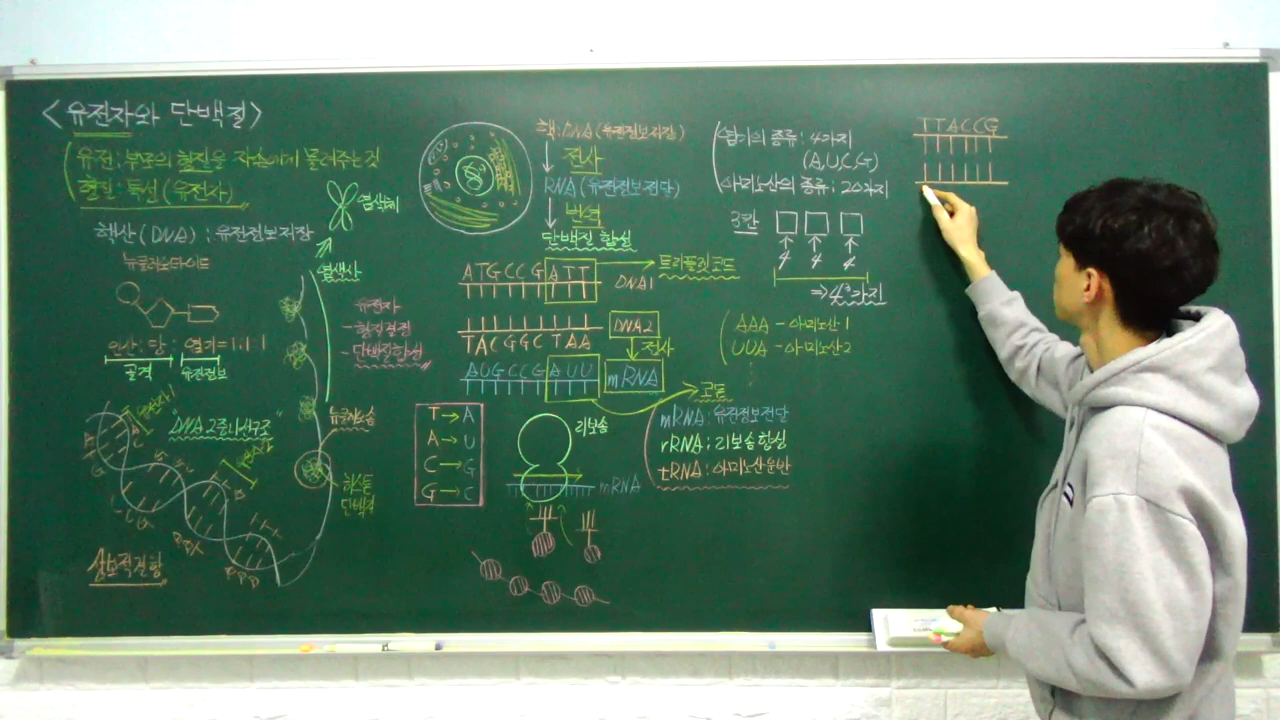 <유전자와 단백질>
유전: 부모의 형질을 자손에게 물려주는 것
형질: 특성(유전자)
핵산(DNA): 유전정보저장
뉴클레오타이드
인산: 당: 염기=1:1:1
골격
유전정보
"DNA 2중나선구조"
상보적결합
염색체
염색사
유전자
-형질결정
-단백질합성
뉴클레오솜
히스톤
단백질
핵:DNA(유전정보저장)
전사
RNA(유전정보전달)
번역
단백질 합성
ATGCCGATT
DNA1
트리플렛코드
DNA2
TACGGCTAA
전사
AUGCCGAUU
mRNA
코돈
T→A
A→U
C→G
G→C
리보솜
mRNA
염기의 종류: 4가지
(A,U,C,G)
아미노산의 종류: 20가지
3칸
4 4 4
⇒4³가지
AAA-아미노산1
UUA-아미노산2
mRNA: 유전정보전달
rRNA: 리보솜합성
tRNA: 아미노산운반
TTACCG